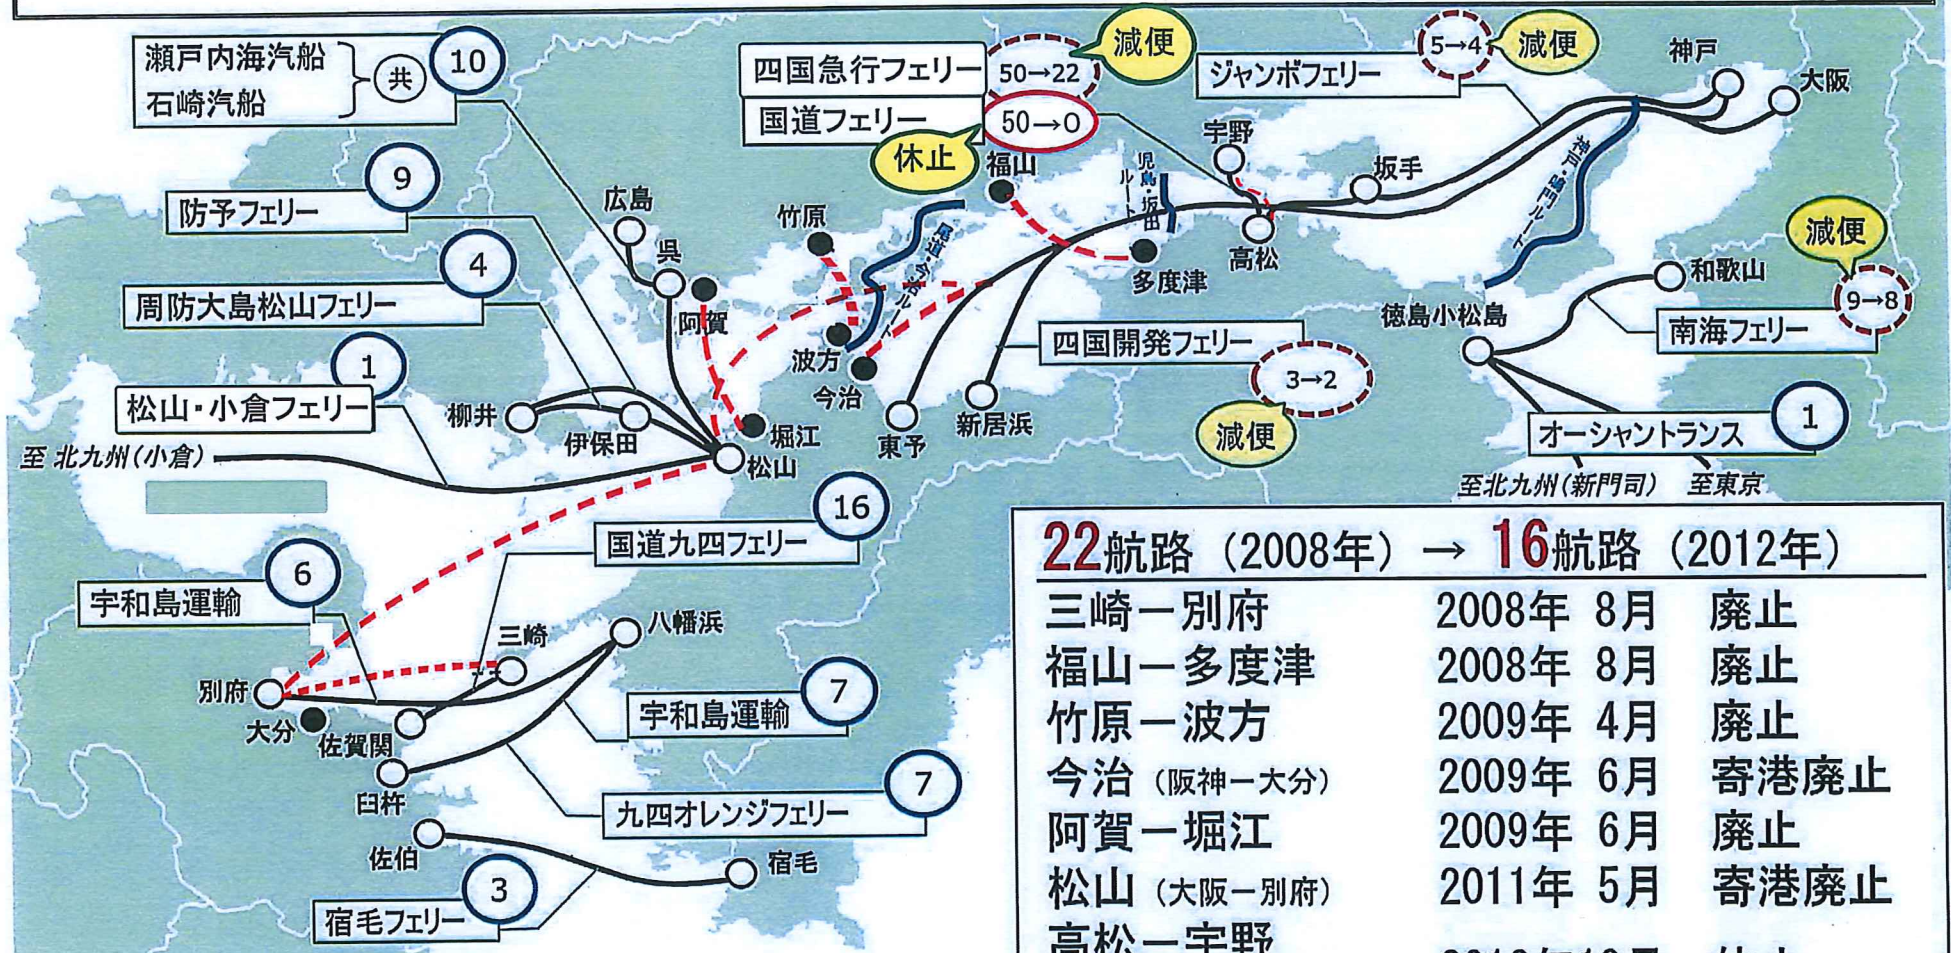 瀬戸内海汽船
石崎汽船
共
10
四国急行フェリー
50→22
減便
国道フェリー
50→0
休止
ジャンボフェリー
5→4
減便
神戸
大阪
防予フェリー
9
広島
呉
竹原
尾道・今治ルート
福山
児島・坂出
ルート
宇野
坂手
高松
神戸・鳴門ルート
減便
9→8
和歌山
南海フェリー
徳島小松島
周防大島松山フェリー
4
阿賀
波方
今治
多度津
四国開発フェリー
3→2
減便
松山・小倉フェリー
1
柳井
伊保田
堀江
松山
東予
新居浜
至 北九州(小倉)
オーシャントランス
1
至北九州(新門司)
至東京
国道九四フェリー
16
宇和島運輸
6
三崎
八幡浜
別府
大分
佐賀関
宇和島運輸
7
臼杵
九四オレンジフェリー
7
佐伯
宿毛
宿毛フェリー
3
22航路（2008年）→ 16航路（2012年）
三崎－別府 2008年 8月 廃止
福山－多度津 2008年 8月 廃止
竹原－波方 2009年 4月 廃止
今治（阪神－大分） 2009年 6月 寄港廃止
阿賀－堀江 2009年 6月 廃止
松山（大阪－別府） 2011年 5月 寄港廃止
高松－宇野